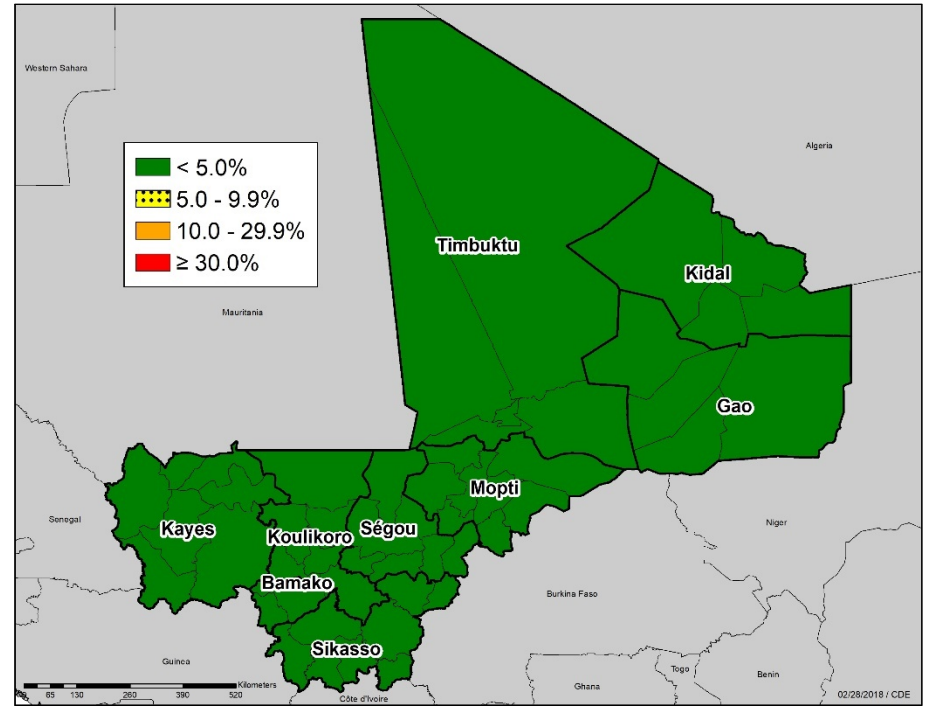 Western Sahara
Algeria
< 5.0%
5.0 - 9.9%
10.0 - 29.9%
≥ 30.0%
Timbuktu
Kidal
Mauritania
Gao
Mopti
Senegal
Kayes
Koulikoro
Ségou
Niger
Bamako
Burkina Faso
Sikasso
Guinea
Togo
Benin
Ghana
Kilometers
65 130 260 390 520
Côte d'Ivoire
02/28/2018 / CDE